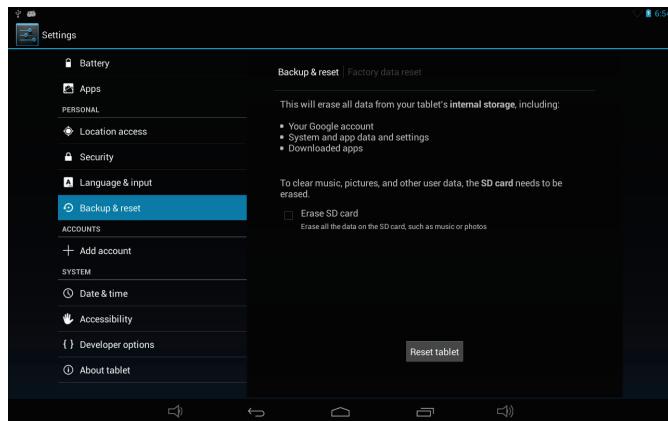 6:54
Settings
Battery
Apps
PERSONAL
Location access
Security
A Language & input
Backup & reset
ACCOUNTS
Add account
SYSTEM
Date & time
Accessibility
{ } Developer options
About tablet
Backup & reset Factory data reset
This will erase all data from your tablet's internal storage, including:
Your Google account
System and app data and settings
Downloaded apps
To clear music, pictures, and other user data, the SD card needs to be
erased.
Erase SD card
Erase all the data on the SD card, such as music or photos
Reset tablet